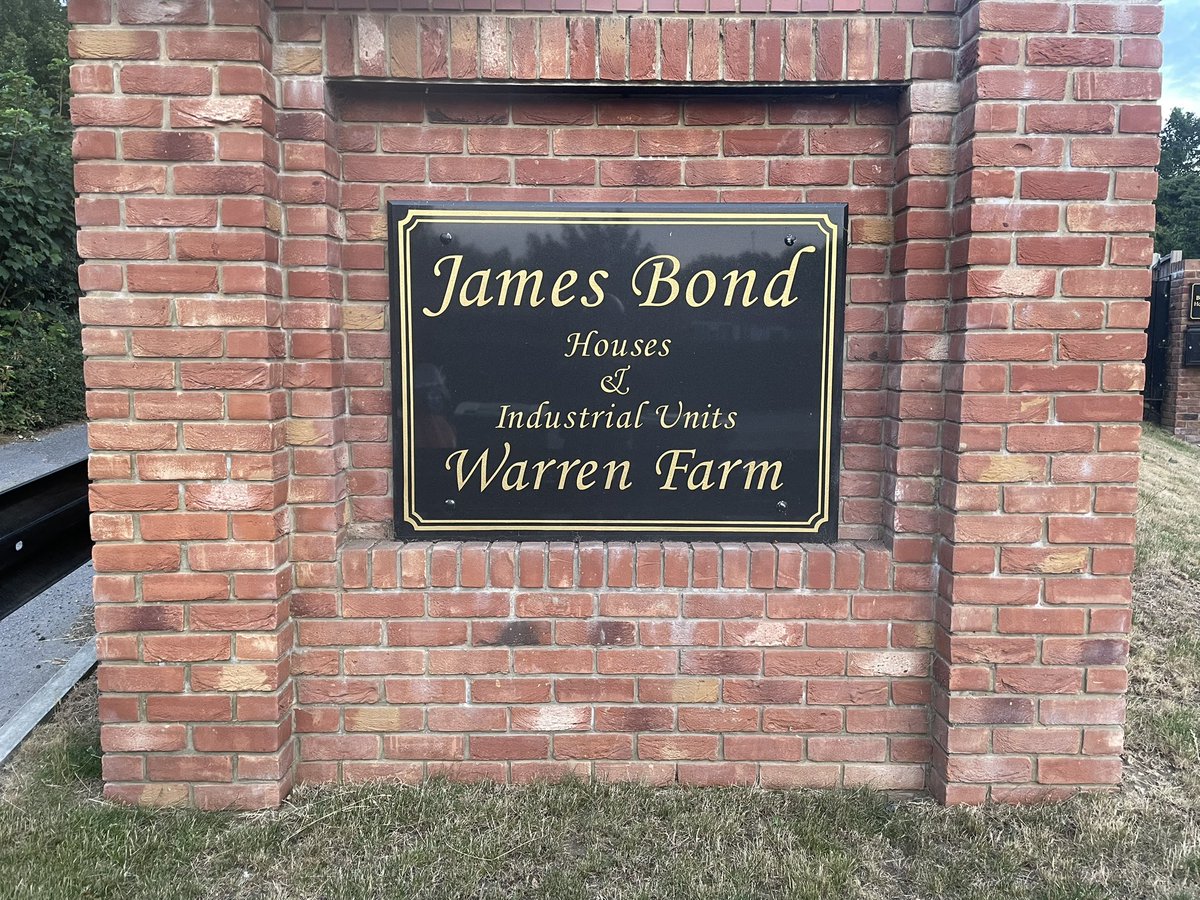 James Bond
Houses
&
Industrial Units
Warren Farm